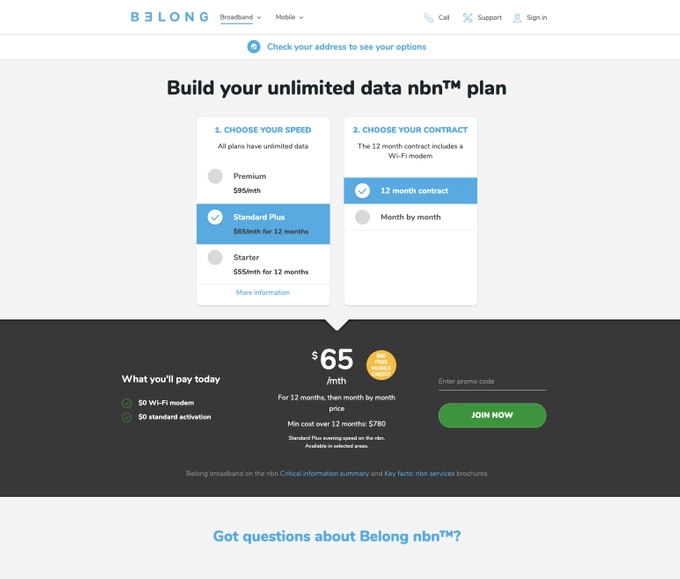 BƎLONG
Broadband
Mobile
Call
Support
Sign in
Check your address to see your options
Build your unlimited data nbn™ plan
1. CHOOSE YOUR SPEED
All plans have unlimited data
Premium
$95/mth
Standard Plus
$65/mth for 12 months
Starter
$55/mth for 12 months
More information
2. CHOOSE YOUR CONTRACT
The 12 month contract includes a
Wi-Fi modem
12 month contract
Month by month
What you'll pay today
$0 Wi-Fi modem
$0 standard activation
$65
/mth
$80
FREE
MOBILE
CREDIT
For 12 months, then month by month
price
Min cost over 12 months: $780
Standard Plus evening speed on the nbn.
Available in selected areas.
Enter promo code
JOIN NOW
Belong broadband on the nbn Critical information summary and Key facts: nbn services brochures
Got questions about Belong nbn™?